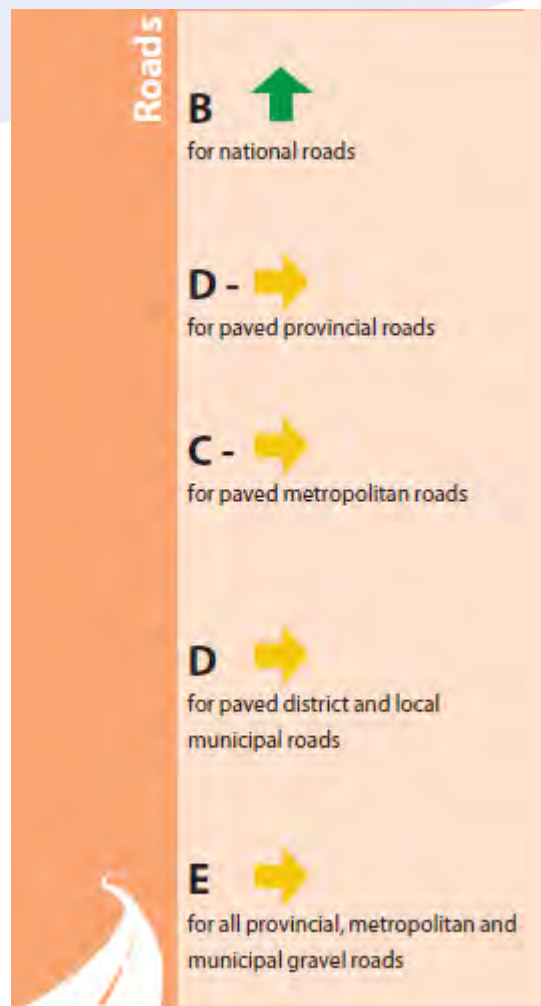 Roads
B
for national roads
D -
for paved provincial roads
C -
for paved metropolitan roads
D
for paved district and local
municipal roads
E
for all provincial, metropolitan and
municipal gravel roads